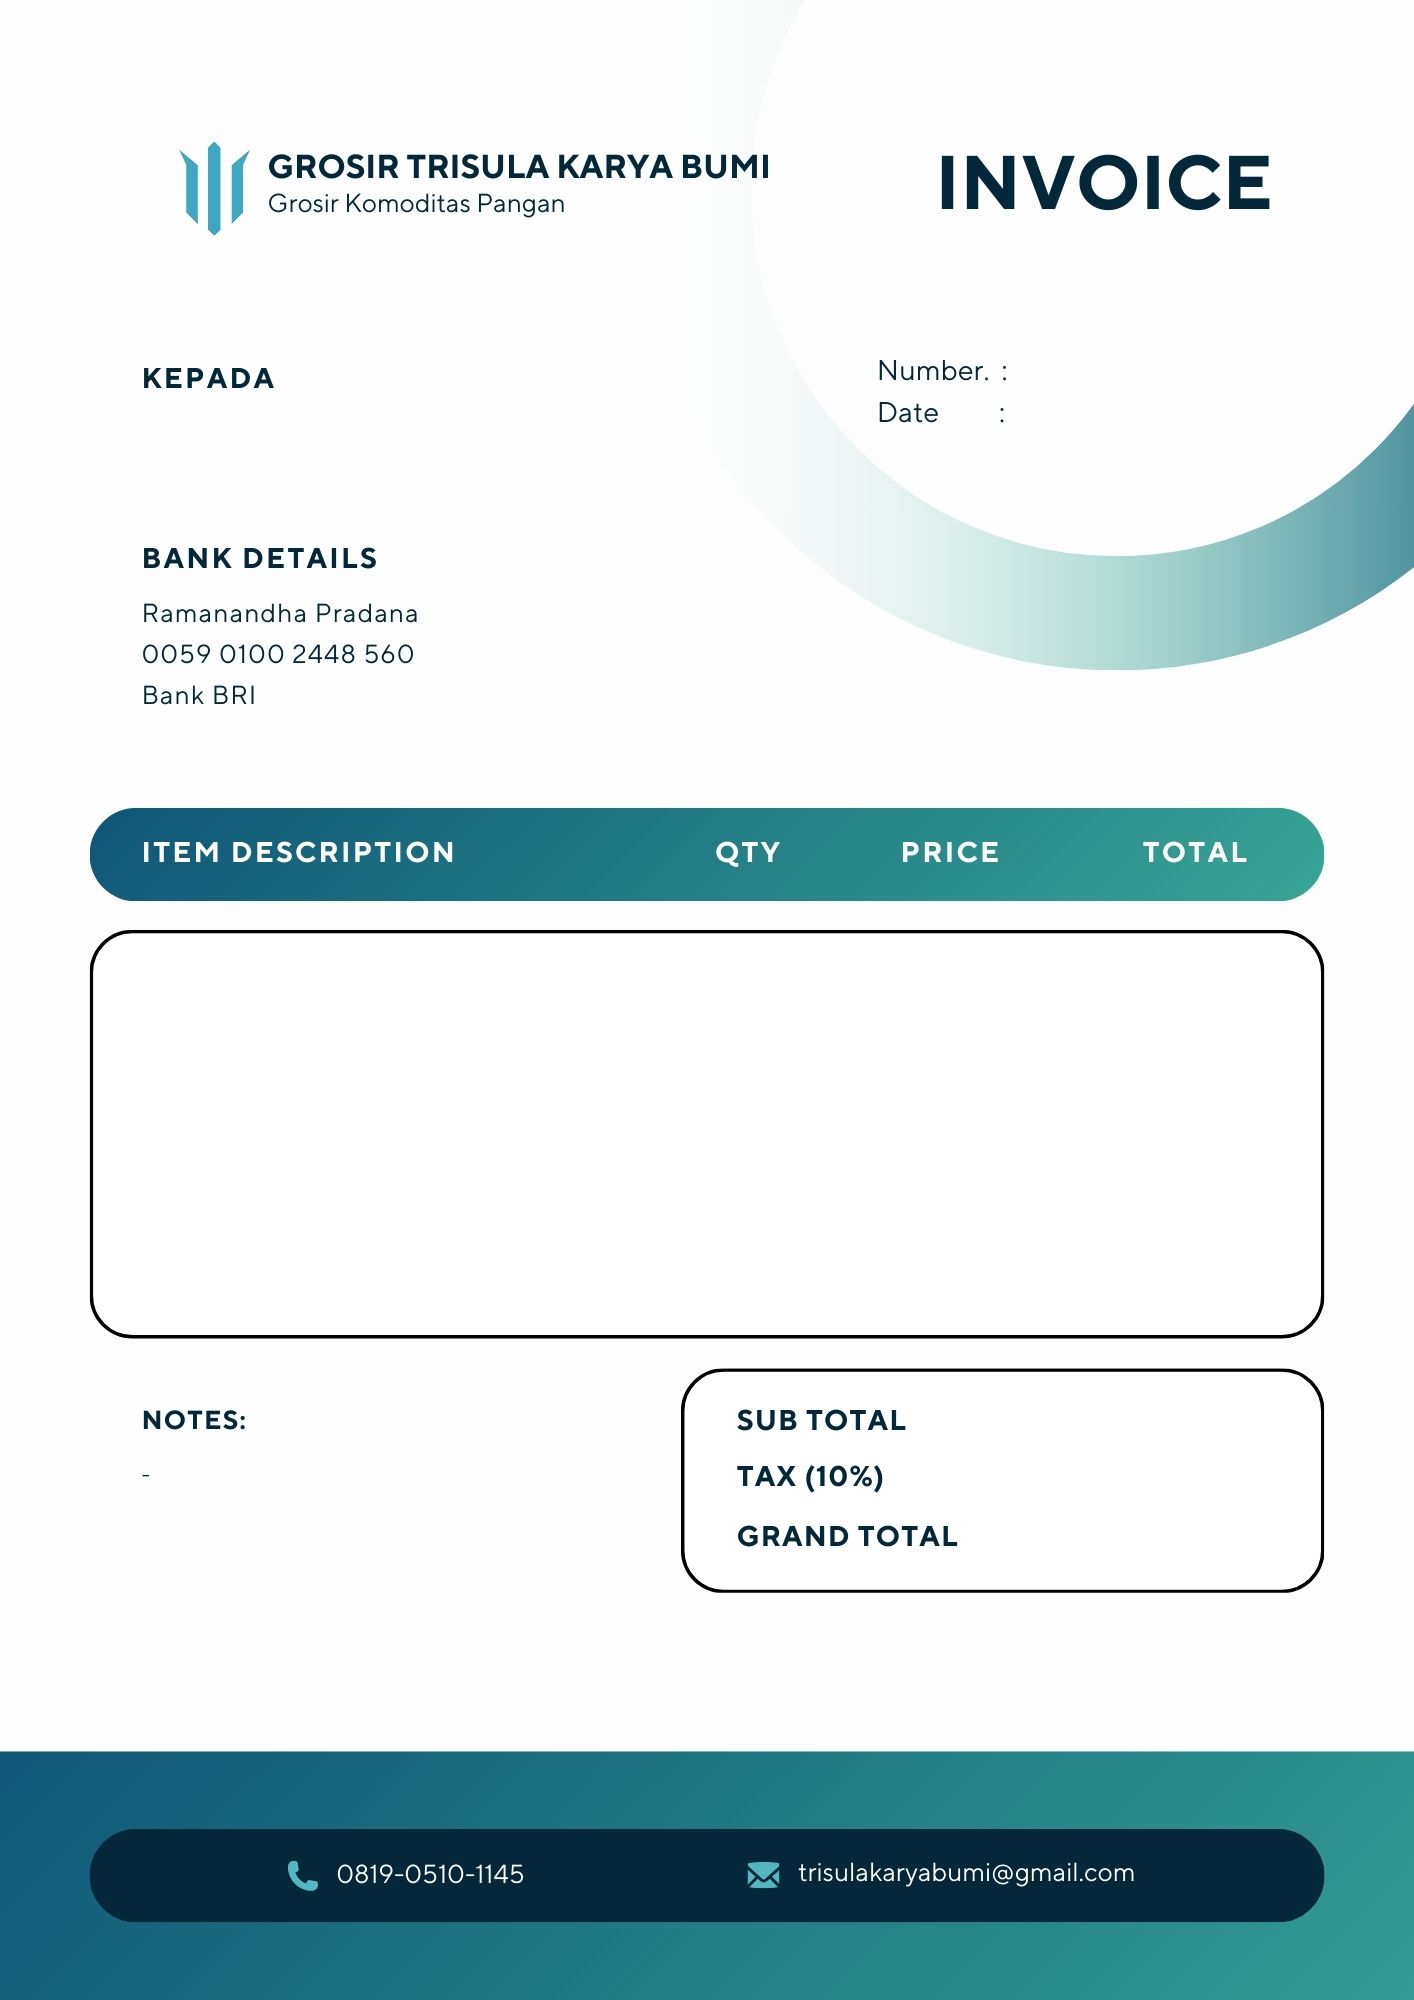 GROSIR TRISULA KARYA BUMI
Grosir Komoditas Pangan
INVOICE
KEPADA
Number. :
Date :
BANK DETAILS
Ramanandha Pradana
0059 0100 2448 560
Bank BRI
ITEM DESCRIPTION QTY PRICE TOTAL
NOTES:
-
SUB TOTAL
TAX (10%)
GRAND TOTAL
0819-0510-1145 trisulakaryabumi@gmail.com